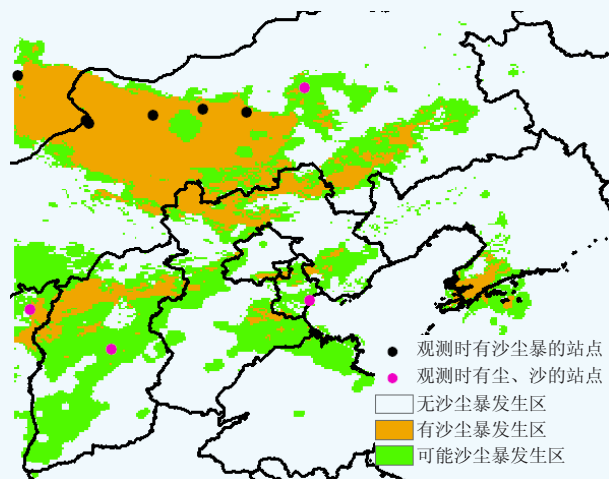 观测时有沙尘暴的站点
观测时有尘、沙的站点
无沙尘暴发生区
有沙尘暴发生区
可能沙尘暴发生区